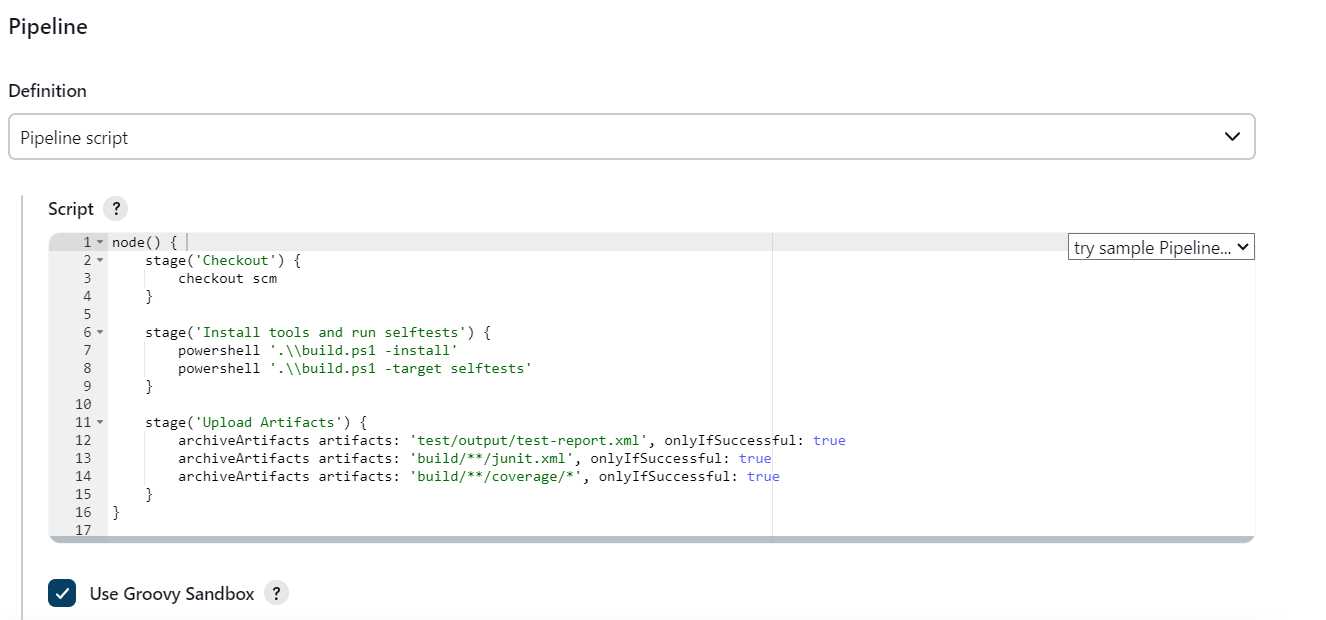 Pipeline
Definition
Pipeline script
Script ?
try sample Pipeline...
1 node() {
2     stage('Checkout') {
3         checkout scm
4     }
5
6     stage('Install tools and run selftests') {
7         powershell '.\\build.ps1 -install'
8         powershell '.\\build.ps1 -target selftests'
9     }
10
11     stage('Upload Artifacts') {
12         archiveArtifacts artifacts: 'test/output/test-report.xml', onlyIfSuccessful: true
13         archiveArtifacts artifacts: 'build/**/junit.xml', onlyIfSuccessful: true
14         archiveArtifacts artifacts: 'build/**/coverage/*', onlyIfSuccessful: true
15     }
16 }
17
Use Groovy Sandbox ?